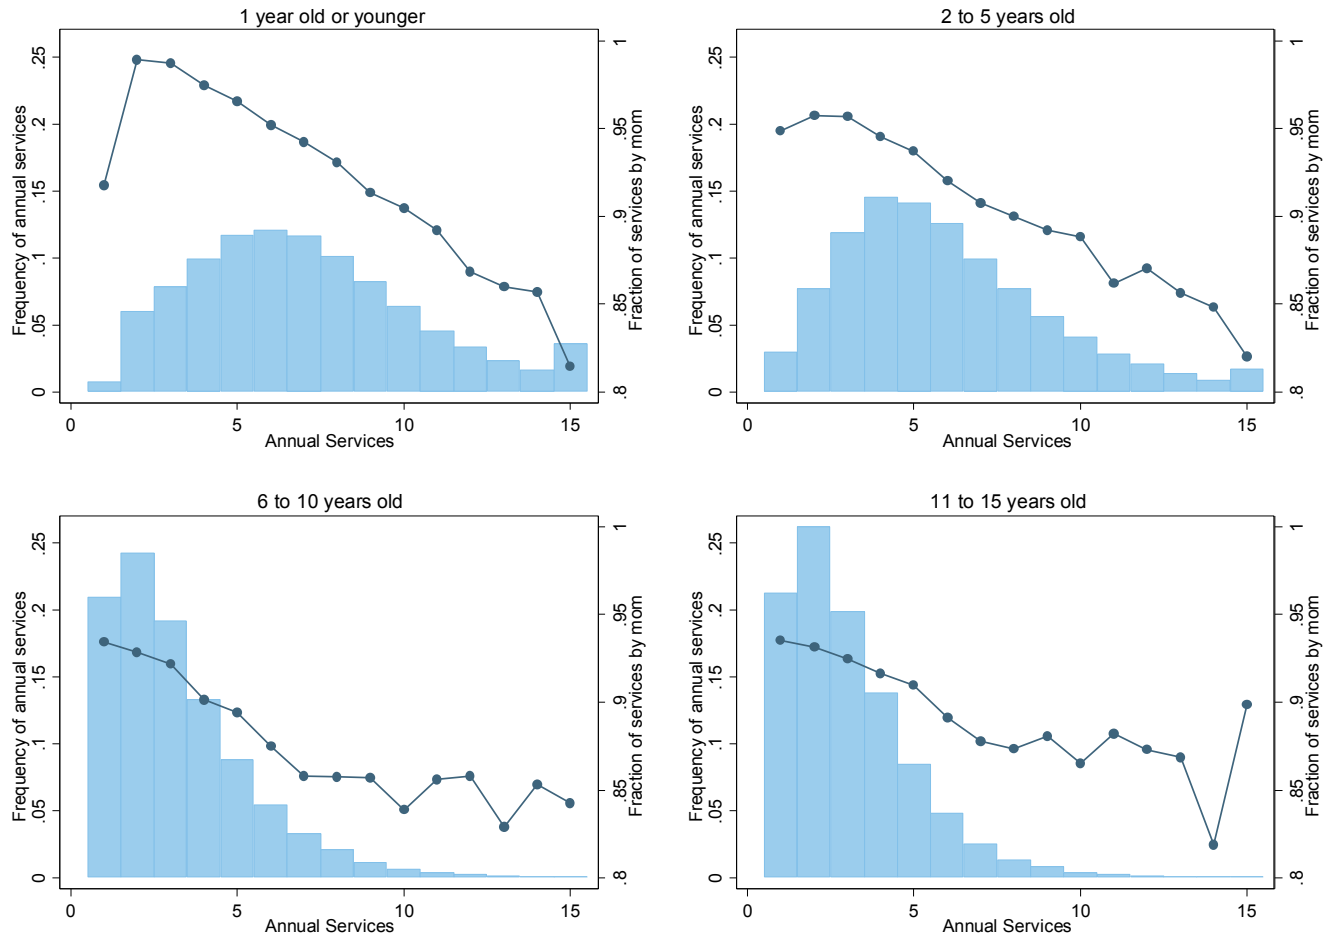 1 year old or younger
Frequency of annual services
0 .05 .1 .15 .2 .25
.8 .85 .9 .95 1
Fraction of services by mom
0 5 10 15
Annual Services
2 to 5 years old
Frequency of annual services
0 .05 .1 .15 .2 .25
.8 .85 .9 .95 1
Fraction of services by mom
0 5 10 15
Annual Services
6 to 10 years old
Frequency of annual services
0 .05 .1 .15 .2 .25
.8 .85 .9 .95 1
Fraction of services by mom
0 5 10 15
Annual Services
11 to 15 years old
Frequency of annual services
0 .05 .1 .15 .2 .25
.8 .85 .9 .95 1
Fraction of services by mom
0 5 10 15
Annual Services